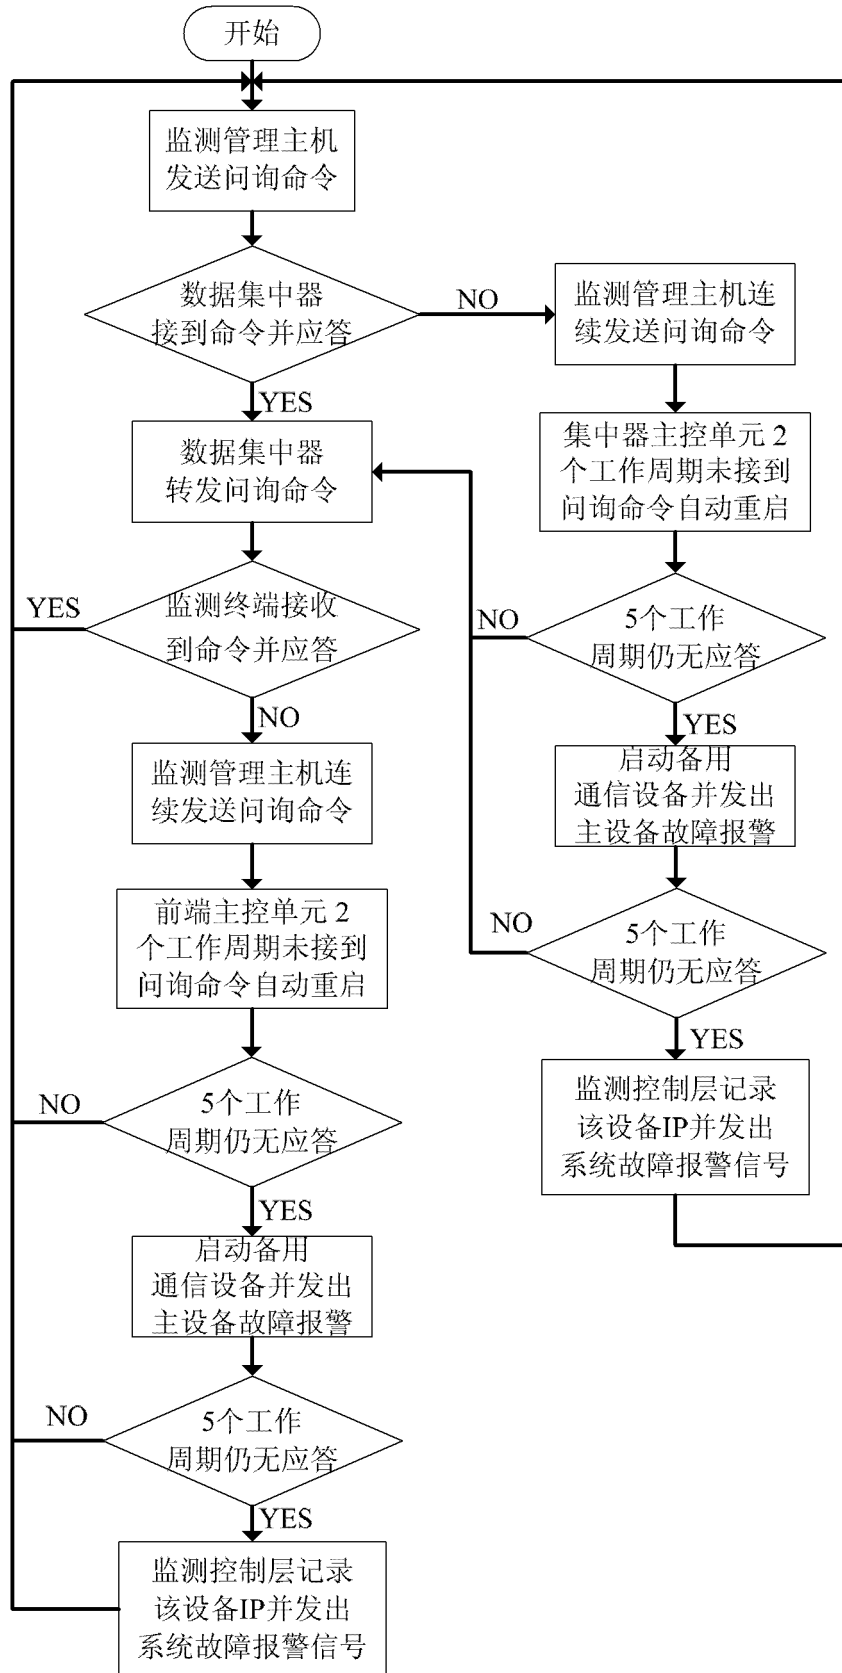 开始
监测管理主机
发送问询命令
数据集中器
接到命令并应答
NO
监测管理主机连
续发送问询命令
YES
数据集中器
转发问询命令
集中器主控单元 2
个工作周期未接到
问询命令自动重启
YES
监测终端接收
到命令并应答
NO
5个工作
周期仍无应答
NO
YES
监测管理主机连
续发送问询命令
启动备用
通信设备并发出
主设备故障报警
前端主控单元 2
个工作周期未接到
问询命令自动重启
NO
5个工作
周期仍无应答
YES
NO
5个工作
周期仍无应答
监测控制层记录
该设备IP并发出
系统故障报警信号
YES
启动备用
通信设备并发出
主设备故障报警
NO
5个工作
周期仍无应答
YES
监测控制层记录
该设备IP并发出
系统故障报警信号